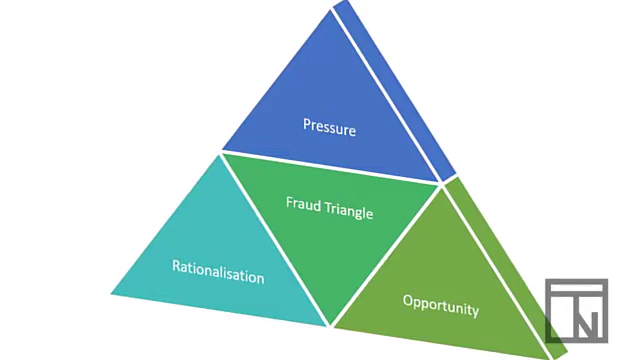 Pressure
Fraud Triangle
Rationalisation
Opportunity